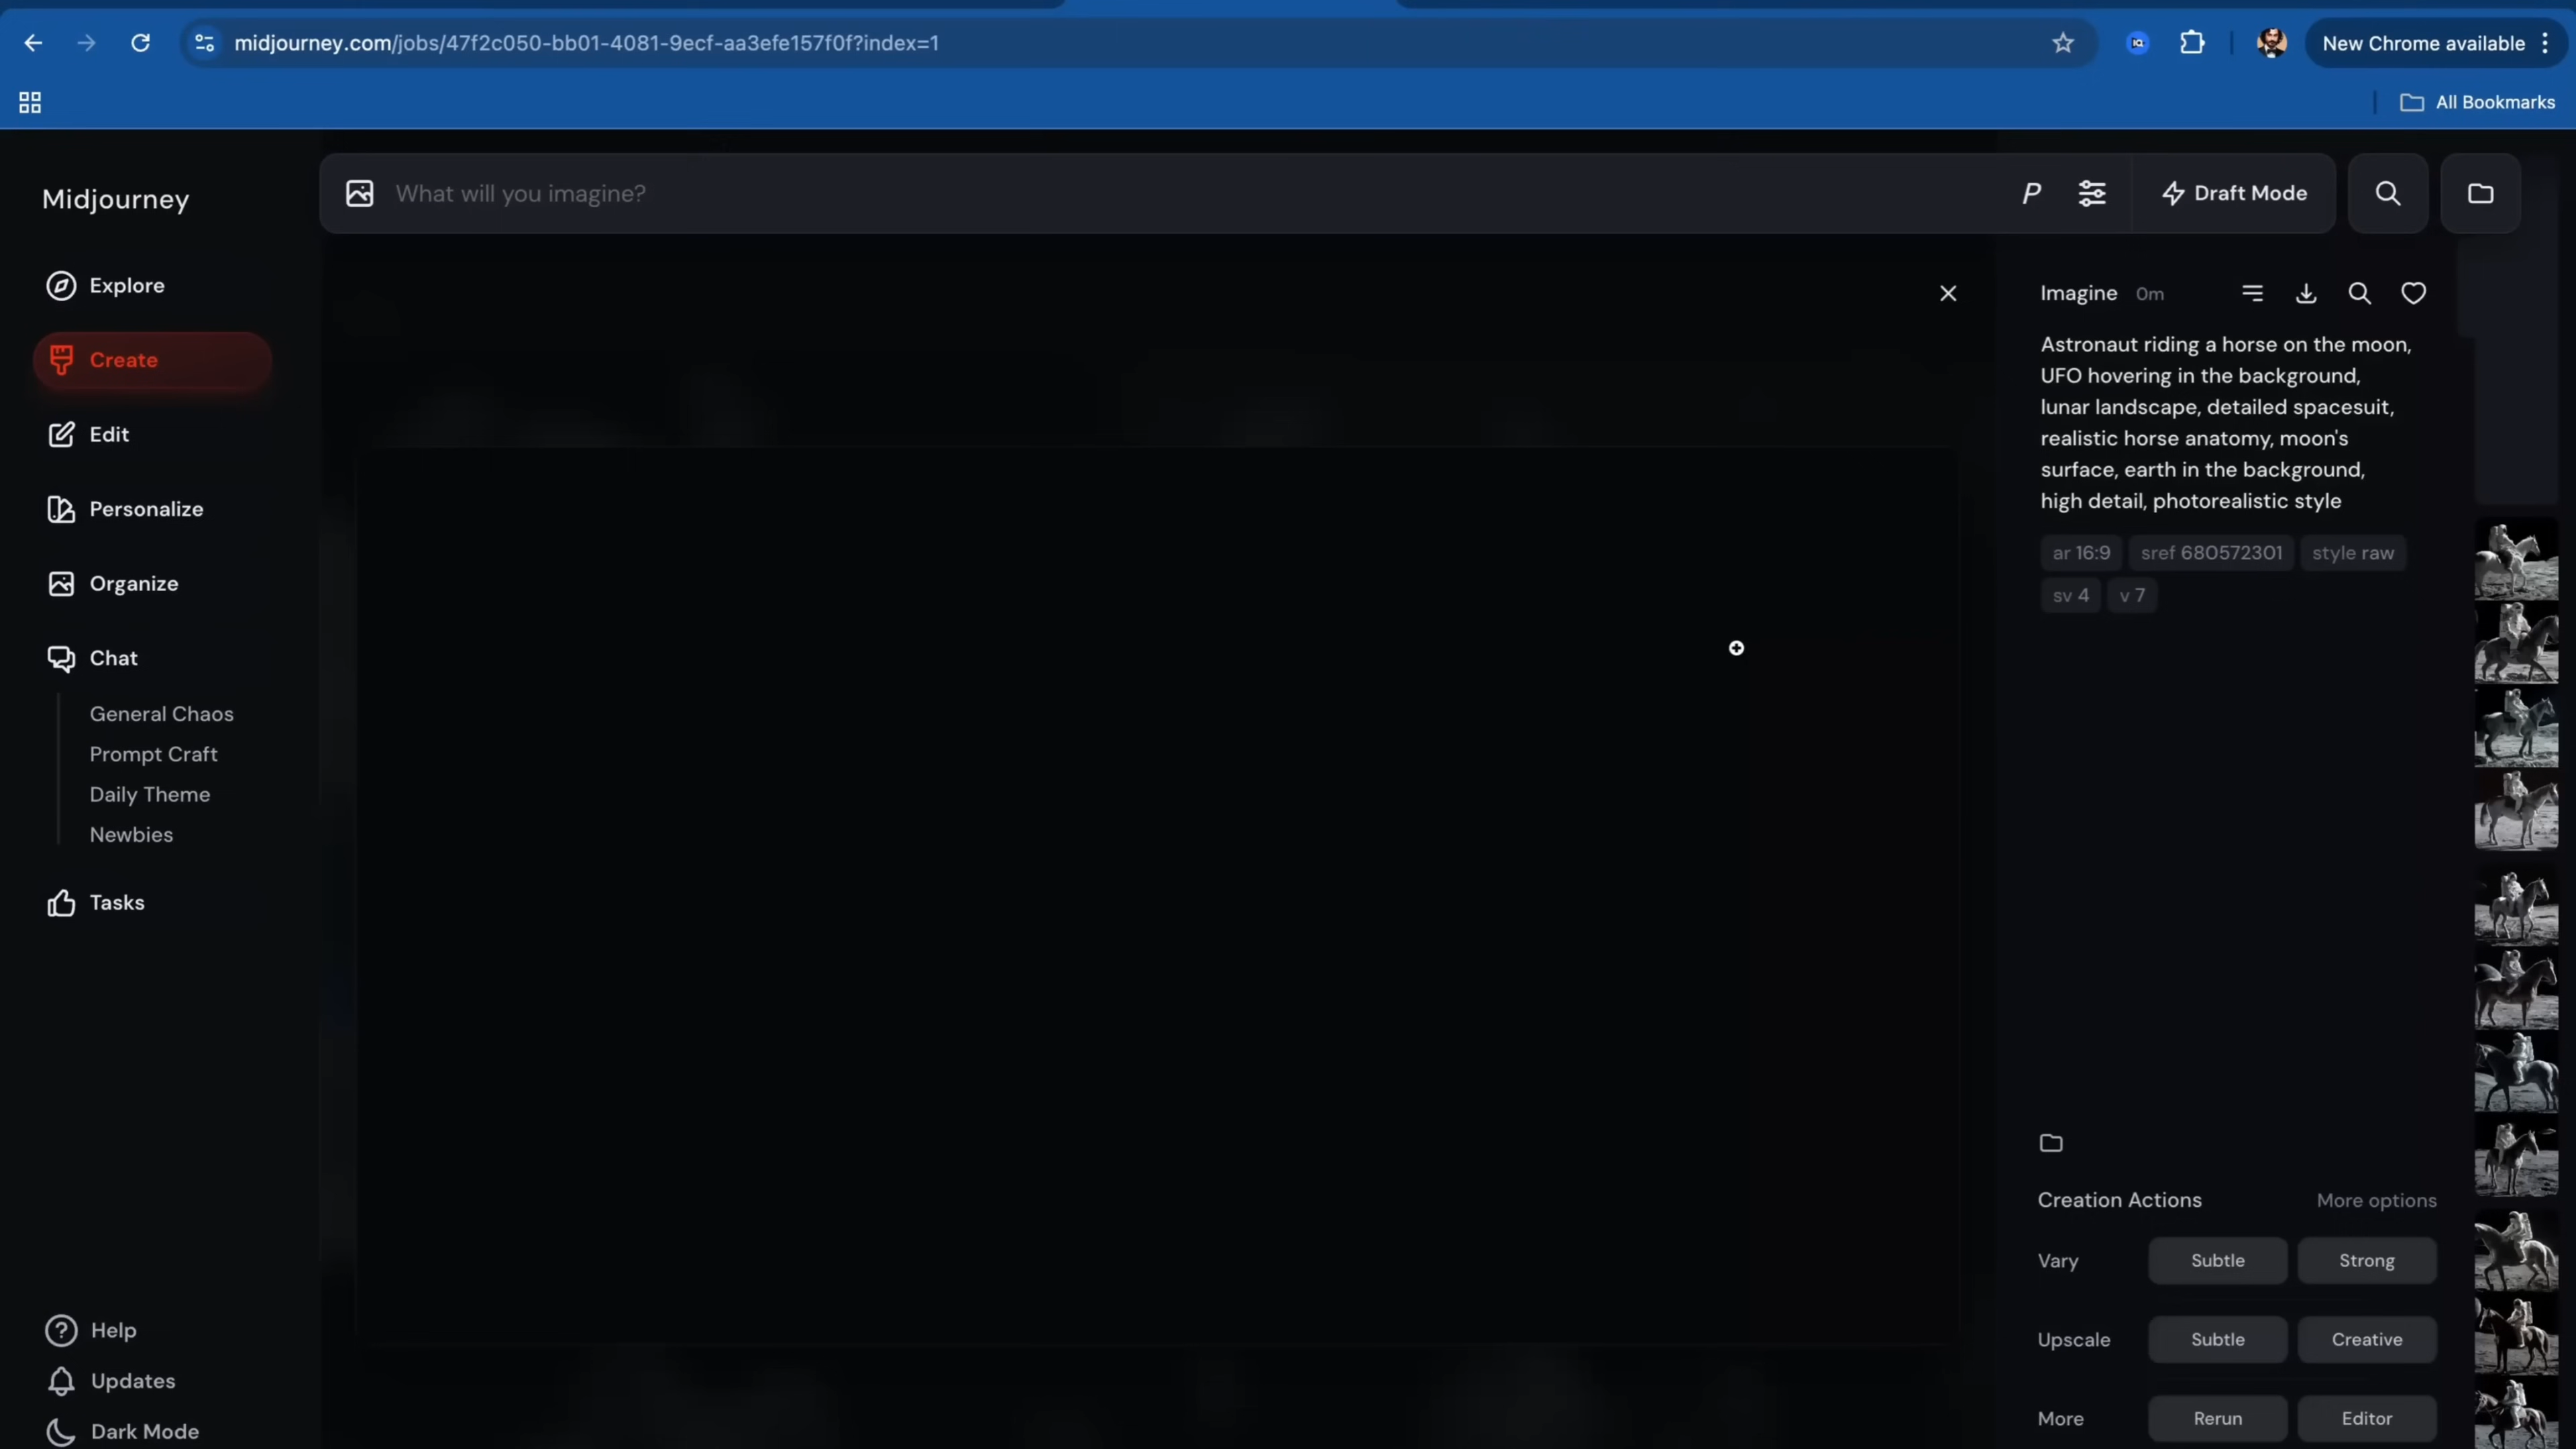 midjourney.com/jobs/47f2c050-bb01-4081-9ecf-aa3efe157f0f?index=1
New Chrome available
All Bookmarks
Midjourney
What will you imagine?
P
Draft Mode
Explore
Create
Edit
Personalize
Organize
Chat
General Chaos
Prompt Craft
Daily Theme
Newbies
Tasks
Help
Updates
Dark Mode
Imagine 0m
Astronaut riding a horse on the moon,
UFO hovering in the background,
lunar landscape, detailed spacesuit,
realistic horse anatomy, moon's
surface, earth in the background,
high detail, photorealistic style
ar 16:9 sref 680572301 style raw
sv 4 v 7
Creation Actions More options
Vary Subtle Strong
Upscale Subtle Creative
More Rerun Editor